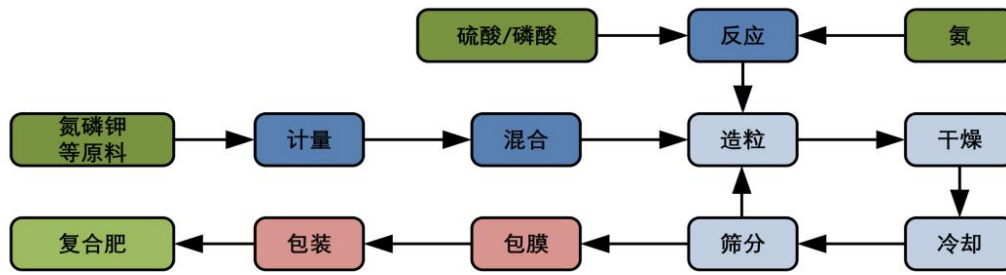 硫酸/磷酸
反应
氨
氮磷钾
等原料
计量
混合
造粒
干燥
复合肥
包装
包膜
筛分
冷却